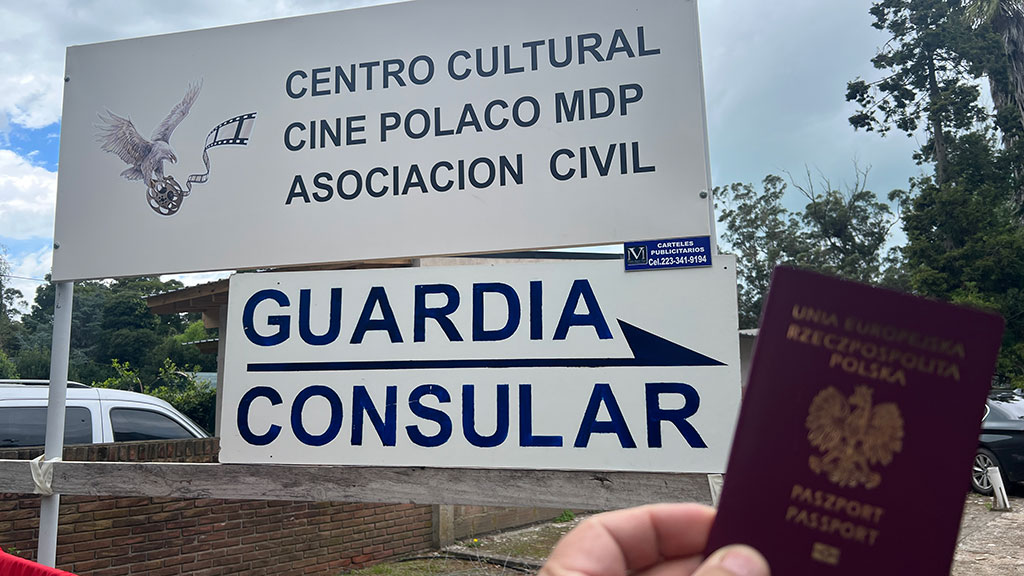 CENTRO CULTURAL
CINE POLACO MDP
ASOCIACION CIVIL
VM
CARTELES
PUBLICITARIOS
Cel.223-341-9194
GUARDIA
CONSULAR
UNIA EUROPEJSKA
RZECZPOSPOLITA
POLSKA
PASZPORT
PASSPORT